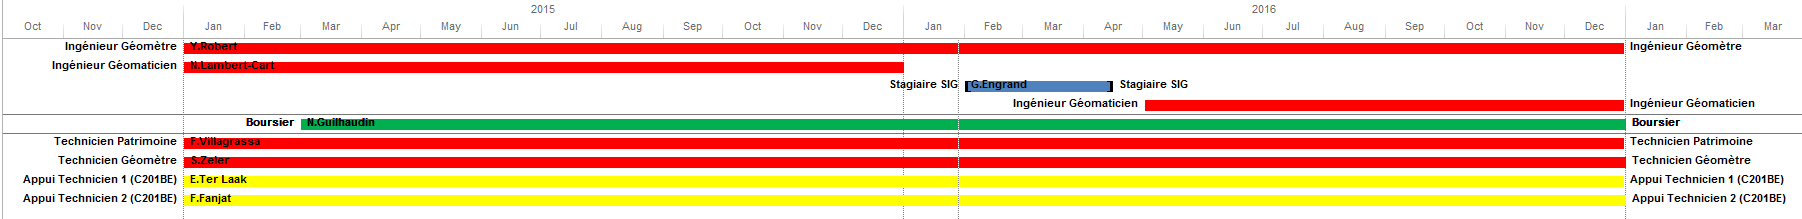 2015 2016
Oct Nov Dec Jan Feb Mar Apr May Jun Jul Aug Sep Oct Nov Dec Jan Feb Mar Apr May Jun Jul Aug Sep Oct Nov Dec Jan Feb Mar
Ingénieur Géomètre Y.Robert Ingénieur Géomètre
Ingénieur Géomaticien N.Lambert-Cart
Stagiaire SIG G.Engrand Stagiaire SIG
Ingénieur Géomaticien Ingénieur Géomaticien
Boursier N.Guilhaudin Boursier
Technicien Patrimoine F.Villagrassa Technicien Patrimoine
Technicien Géomètre S.Zeler Technicien Géomètre
Appui Technicien 1 (C201BE) E.Ter Laak Appui Technicien 1 (C201BE)
Appui Technicien 2 (C201BE) F.Fanjat Appui Technicien 2 (C201BE)